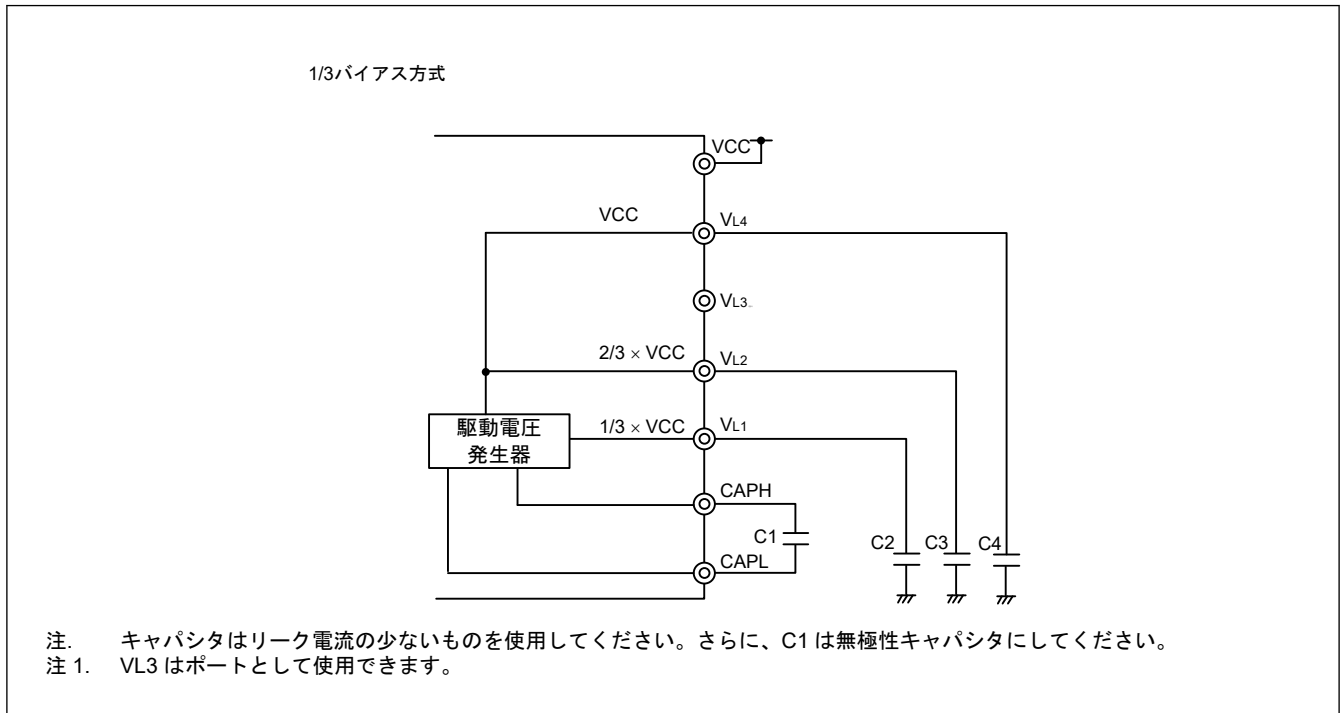 1/3バイアス方式
VCC
VCC
VL4
VL3
2/3 × VCC
VL2
駆動電圧
発生器
1/3 × VCC
VL1
CAPH
C1
CAPL
C2
C3
C4
注. キャパシタはリーク電流の少ないものを使用してください。さらに、C1 は無極性キャパシタにしてください。
注 1. VL3 はポートとして使用できます。